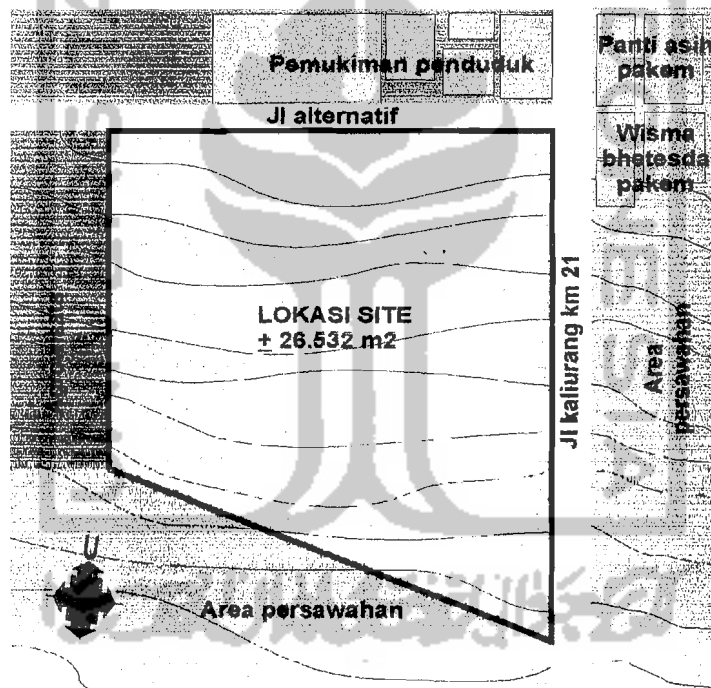 Pemukiman penduduk
Panti asih
pakem
Jl alternatif
Wisma
bhetesda
pakem
LOKASI SITE
± 26.532 m2
Jl kaliurang km 21
Area
persawahan
U
Area persawahan